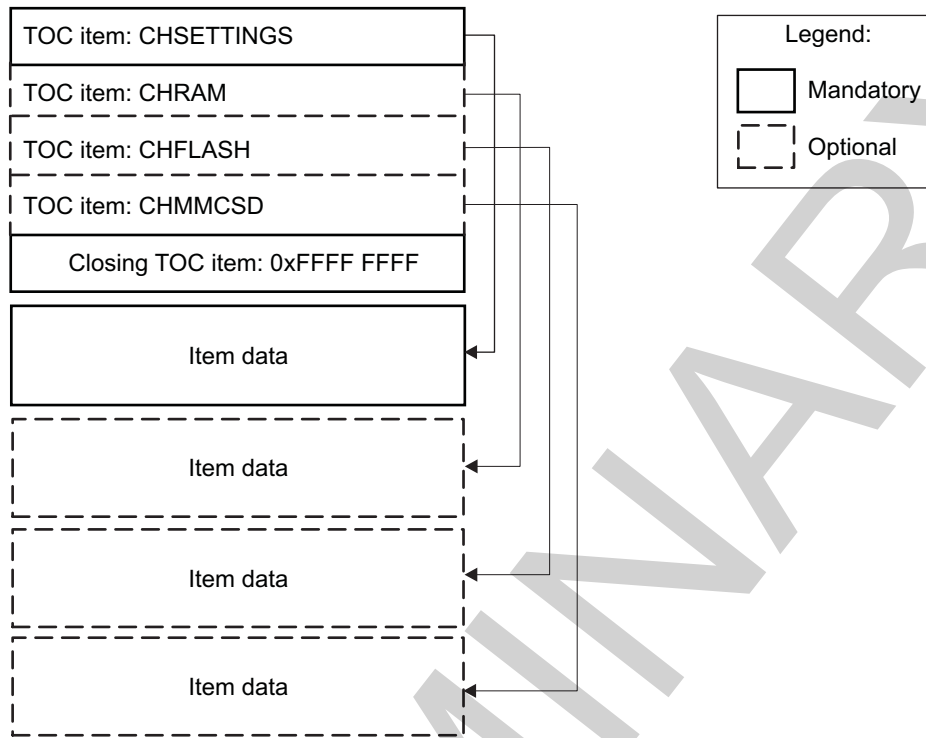 TOC item: CHSETTINGS
TOC item: CHRAM
TOC item: CHFLASH
TOC item: CHMMCSD
Closing TOC item: 0xFFFF FFFF
Item data
Item data
Item data
Item data
Legend:
Mandatory
Optional
MINARY